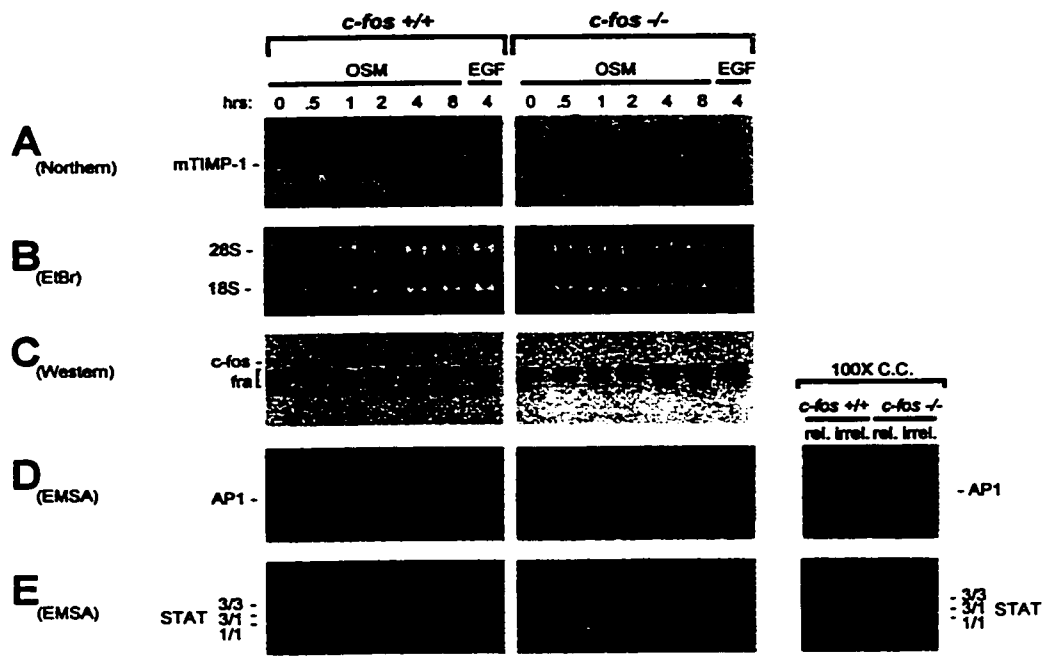 c-fos +/+ c-fos -/-
OSM EGF OSM EGF
hrs: 0 .5 1 2 4 8 4 0 .5 1 2 4 8 4
A (Northern) mTIMP-1 -
B (EtBr) 28S -
18S -
C (Western) c-fos -
fra [
100X C.C.
c-fos +/+ c-fos -/-
rel. irrel. rel. irrel.
D (EMSA) AP1 - - AP1
E (EMSA) STAT 3/3 - 3/1 - 1/1 - 3/3 - 3/1 - 1/1 STAT